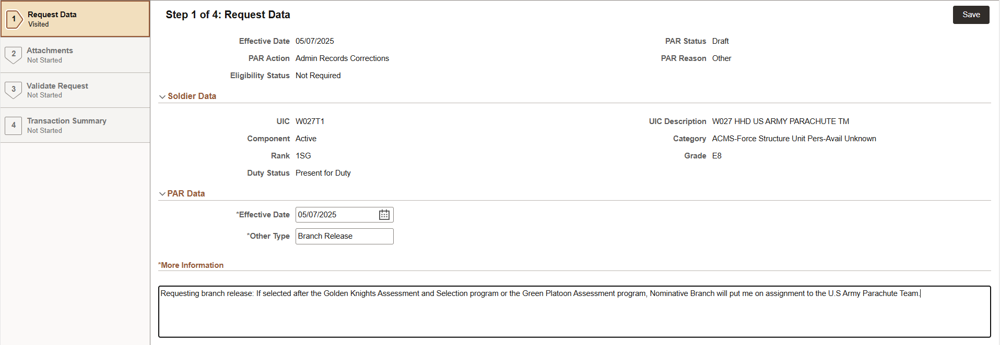 1
Request Data
Visited
2
Attachments
Not Started
3
Validate Request
Not Started
4
Transaction Summary
Not Started
Step 1 of 4: Request Data
Save
Effective Date 05/07/2025
PAR Status Draft
PAR Action Admin Records Corrections
PAR Reason Other
Eligibility Status Not Required
Soldier Data
UIC W027T1
UIC Description W027 HHD US ARMY PARACHUTE TM
Component Active
Category ACMS-Force Structure Unit Pers-Avail Unknown
Rank 1SG
Grade E8
Duty Status Present for Duty
PAR Data
*Effective Date 05/07/2025
*Other Type Branch Release
*More Information
Requesting branch release: If selected after the Golden Knights Assessment and Selection program or the Green Platoon Assessment program, Nominative Branch will put me on assignment to the U.S Army Parachute Team.